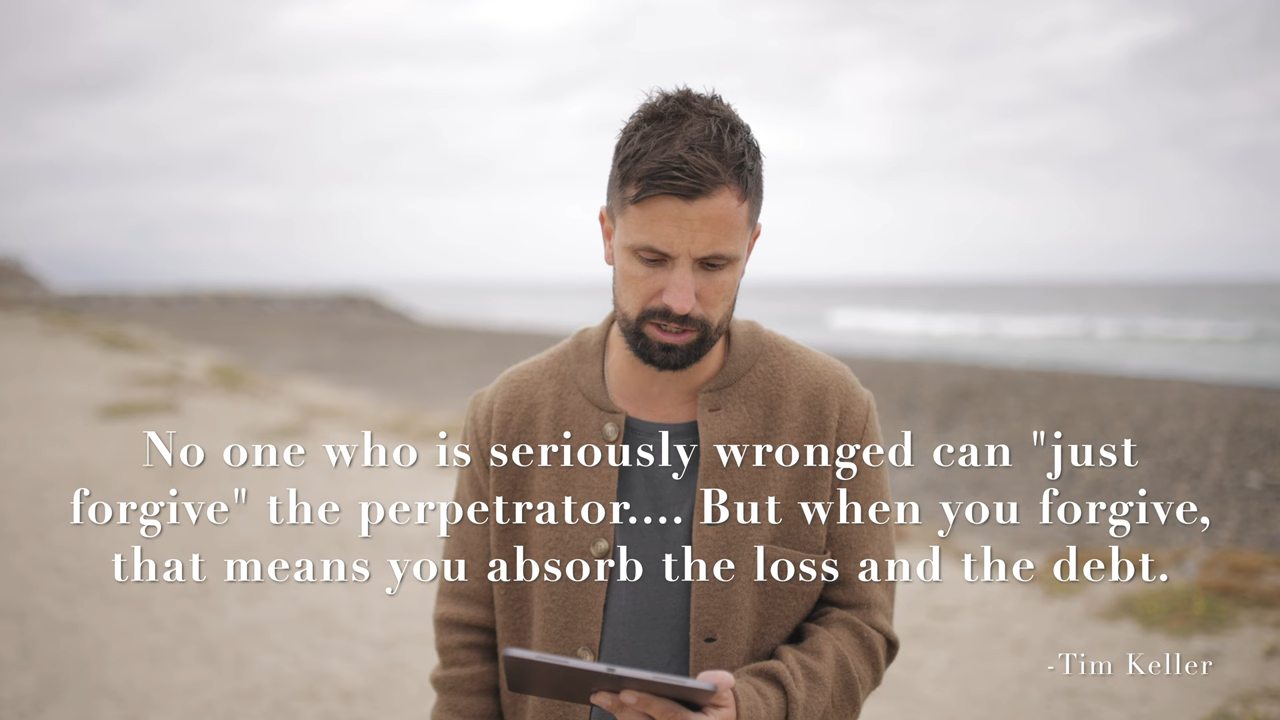 No one who is seriously wronged can "just
forgive" the perpetrator.... But when you forgive,
that means you absorb the loss and the debt.
-Tim Keller